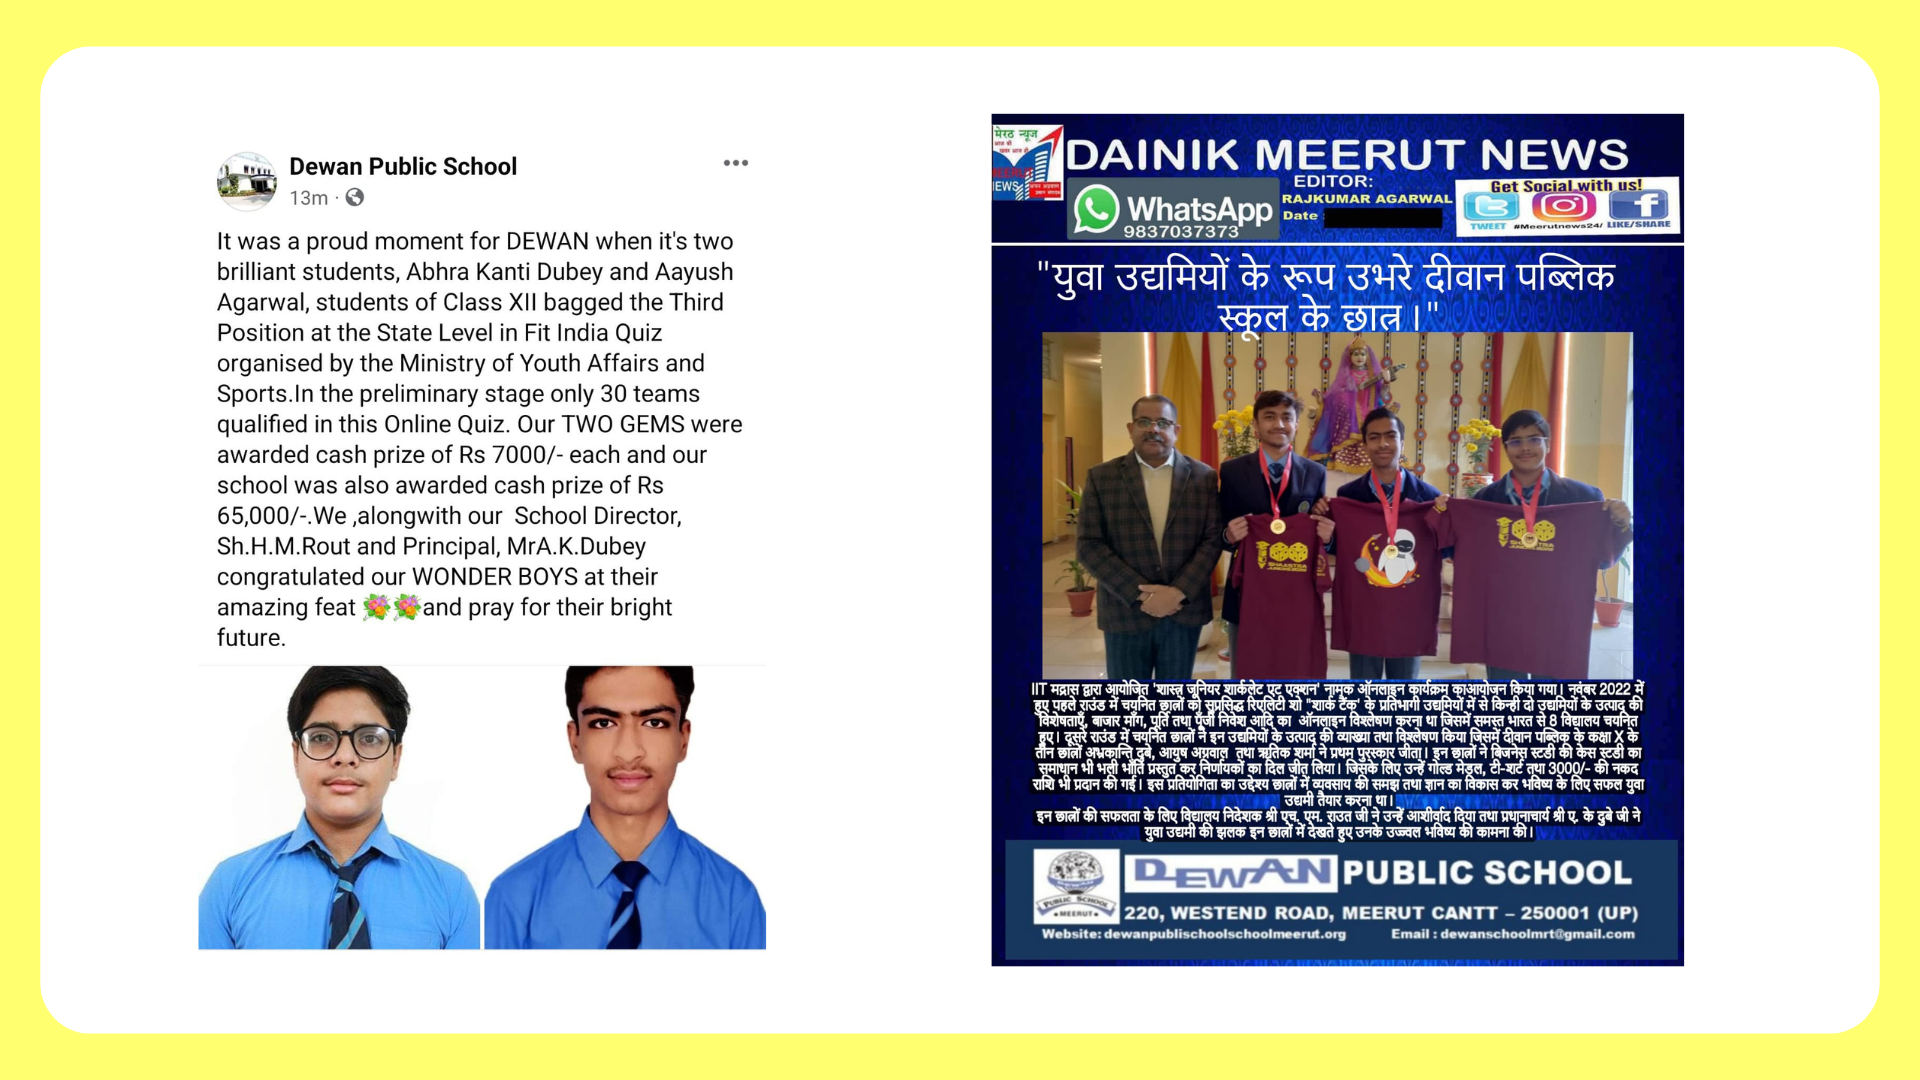 Dewan Public School
13m ·
It was a proud moment for DEWAN when it's two
brilliant students, Abhra Kanti Dubey and Aayush
Agarwal, students of Class XII bagged the Third
Position at the State Level in Fit India Quiz
organised by the Ministry of Youth Affairs and
Sports.In the preliminary stage only 30 teams
qualified in this Online Quiz. Our TWO GEMS were
awarded cash prize of Rs 7000/- each and our
school was also awarded cash prize of Rs
65,000/-.We ,alongwith our School Director,
Sh.H.M.Rout and Principal, MrA.K.Dubey
congratulated our WONDER BOYS at their
amazing feat 💐💐and pray for their bright
future.
मेरठ न्यूज
MEERUT
NEWS
DAINIK MEERUT NEWS
WhatsApp
9837037373
EDITOR:
RAJKUMAR AGARWAL
Date :
Get Social with us!
TWEET #Meerutnews24/ LIKE/SHARE
"युवा उद्यमियों के रूप उभरे दीवान पब्लिक
स्कूल के छात्र।"
100
SHAASTRA
100
SHAASTRA
IIT मद्रास द्वारा आयोजित 'शास्त्र जूनियर शार्कलेट एट एक्शन' नामक ऑनलाइन कार्यक्रम काआयोजन किया गया। नवंबर 2022 में
हुए पहले राउंड में चयनित छात्रों को सुप्रसिद्ध रिएलिटी शो "शार्क टैंक' के प्रतिभागी उद्यमियों में से किन्ही दो उद्यमियों के उत्पाद की
विशेषताएँ, बाजार माँग, पूर्ति तथा पूँजी निवेश आदि का ऑनलाइन विश्लेषण करना था जिसमें समस्त भारत से 8 विद्यालय चयनित
हुए। दूसरे राउंड में चयनित छात्रों ने इन उद्यमियों के उत्पाद की व्याख्या तथा विश्लेषण किया जिसमें दीवान पब्लिक के कक्षा X के
तीन छात्रों अभ्रकान्ति दुबे, आयुष अग्रवाल तथा ऋतिक शर्मा ने प्रथम पुरस्कार जीता। इन छात्रों ने बिजनेस स्टडी की केस स्टडी का
समाधान भी भली भाँति प्रस्तुत कर निर्णायकों का दिल जीत लिया। जिसके लिए उन्हें गोल्ड मेडल, टी-शर्ट तथा 3000/- की नकद
राशि भी प्रदान की गई। इस प्रतियोगिता का उद्देश्य छात्रों में व्यवसाय की समझ तथा ज्ञान का विकास कर भविष्य के लिए सफल युवा
उद्यमी तैयार करना था।
इन छात्रों की सफलता के लिए विद्यालय निदेशक श्री एच. एम. राउत जी ने उन्हें आशीर्वाद दिया तथा प्रधानाचार्य श्री ए. के दुबे जी ने
युवा उद्यमी की झलक इन छात्रों में देखते हुए उनके उज्ज्वल भविष्य की कामना की।
DEWAN
PUBLIC SCHOOL
•MEERUT•
DEWAN PUBLIC SCHOOL
220, WESTEND ROAD, MEERUT CANTT – 250001 (UP)
Website: dewanpublischoolschoolmeerut.org Email : dewanschoolmrt@gmail.com